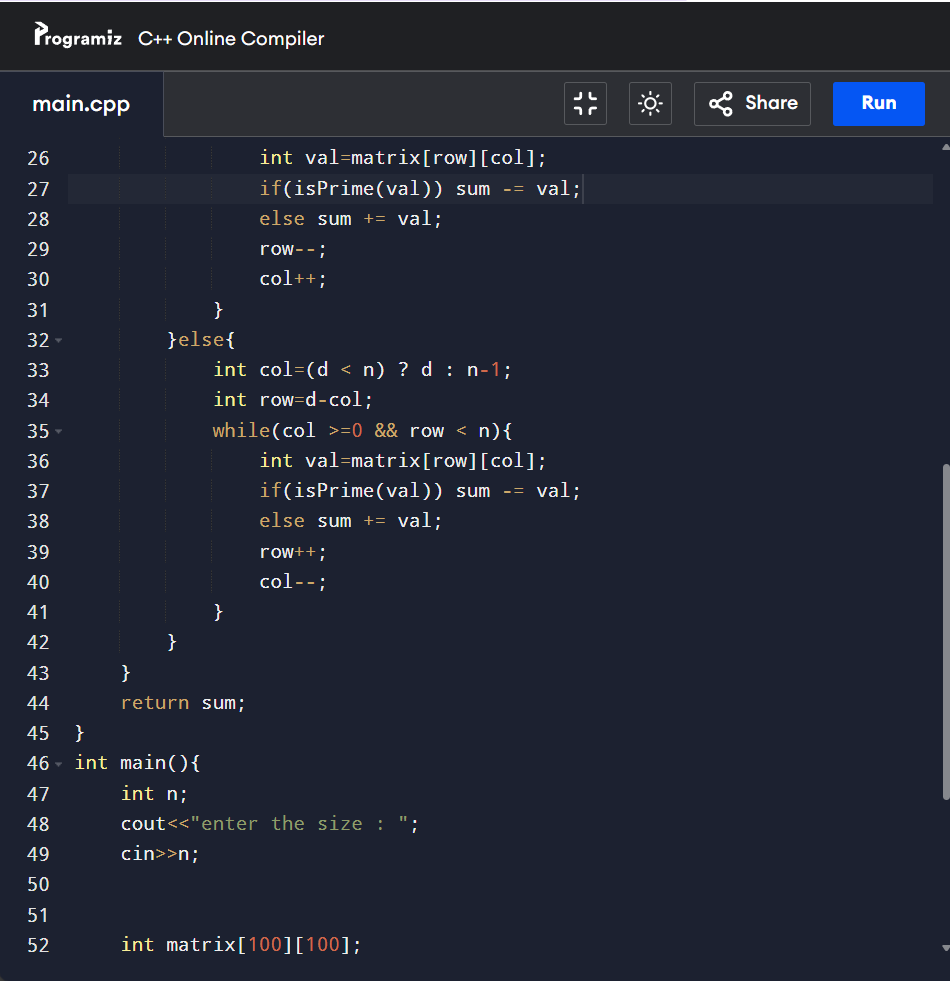 Programiz C++ Online Compiler
main.cpp Share Run
26 int val=matrix[row][col];
27 if(isPrime(val)) sum -= val;
28 else sum += val;
29 row--;
30 col++;
31 }
32 }else{
33 int col=(d < n) ? d : n-1;
34 int row=d-col;
35 while(col >=0 && row < n){
36 int val=matrix[row][col];
37 if(isPrime(val)) sum -= val;
38 else sum += val;
39 row++;
40 col--;
41 }
42 }
43 }
44 return sum;
45 }
46 int main(){
47 int n;
48 cout<<"enter the size : ";
49 cin>>n;
50
51
52 int matrix[100][100];